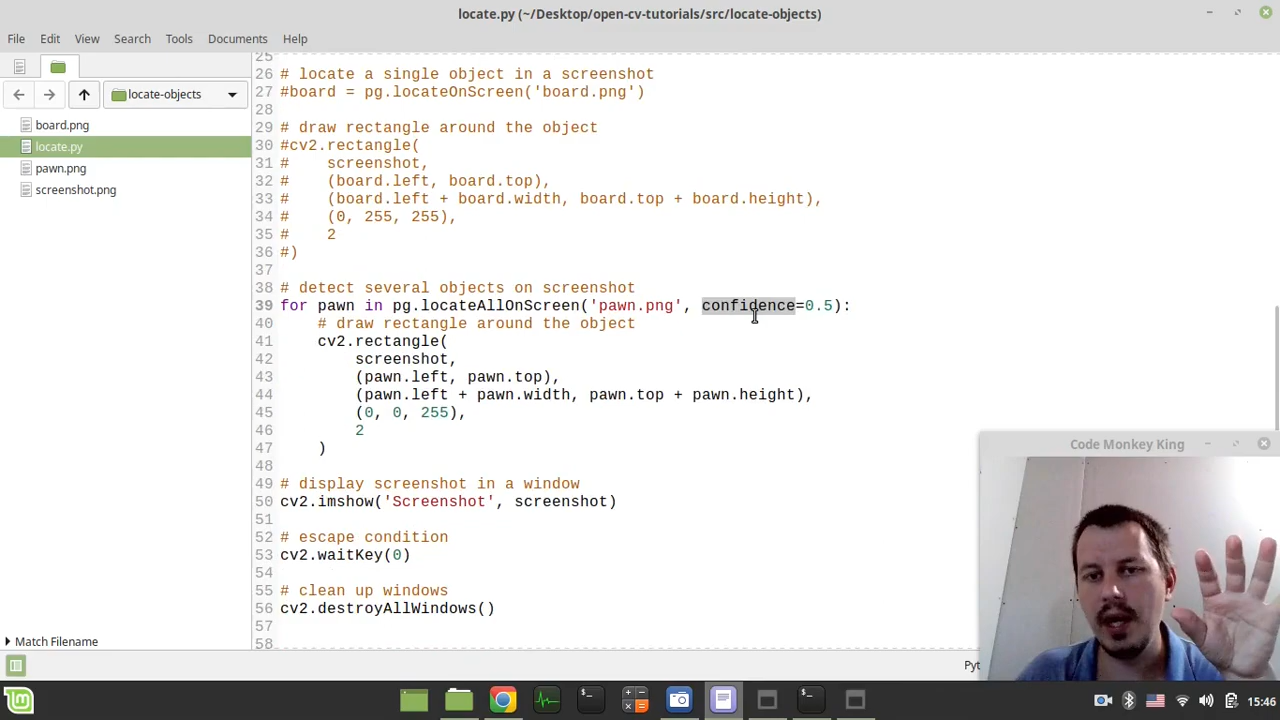 locate.py (~/Desktop/open-cv-tutorials/src/locate-objects)
File Edit View Search Tools Documents Help
locate-objects
board.png
locate.py
pawn.png
screenshot.png
Match Filename
25
26 # locate a single object in a screenshot
27 #board = pg.locateOnScreen('board.png')
28
29 # draw rectangle around the object
30 #cv2.rectangle(
31 #    screenshot,
32 #    (board.left, board.top),
33 #    (board.left + board.width, board.top + board.height),
34 #    (0, 255, 255),
35 #    2
36 #)
37
38 # detect several objects on screenshot
39 for pawn in pg.locateAllOnScreen('pawn.png', confidence=0.5):
40     # draw rectangle around the object
41     cv2.rectangle(
42         screenshot,
43         (pawn.left, pawn.top),
44         (pawn.left + pawn.width, pawn.top + pawn.height),
45         (0, 0, 255),
46         2
47     )
48
49 # display screenshot in a window
50 cv2.imshow('Screenshot', screenshot)
51
52 # escape condition
53 cv2.waitKey(0)
54
55 # clean up windows
56 cv2.destroyAllWindows()
57
58
Code Monkey King
Pyt
15:46